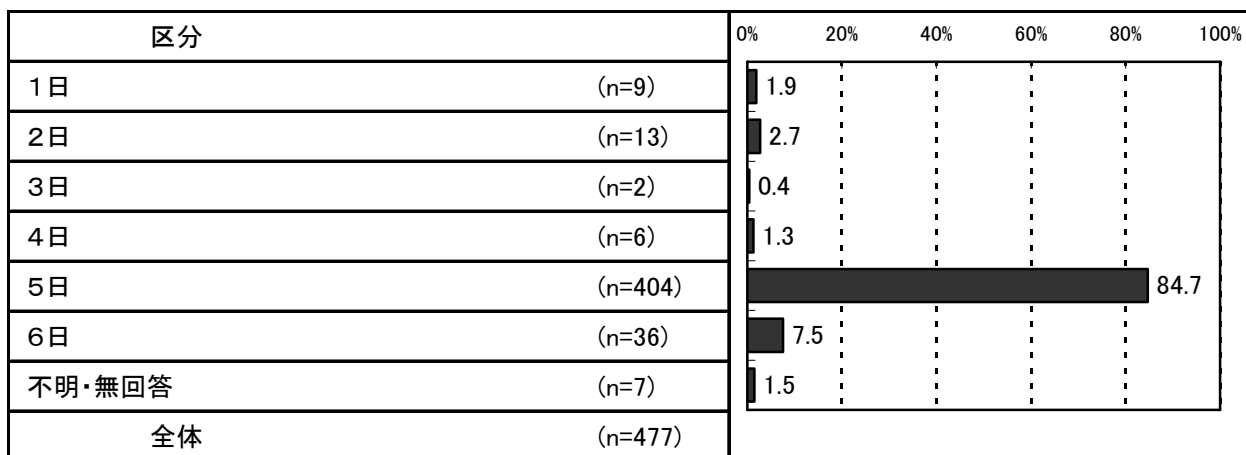 区分 0% 20% 40% 60% 80% 100%
1日 (n=9) 1.9
2日 (n=13) 2.7
3日 (n=2) 0.4
4日 (n=6) 1.3
5日 (n=404) 84.7
6日 (n=36) 7.5
不明・無回答 (n=7) 1.5
全体 (n=477)